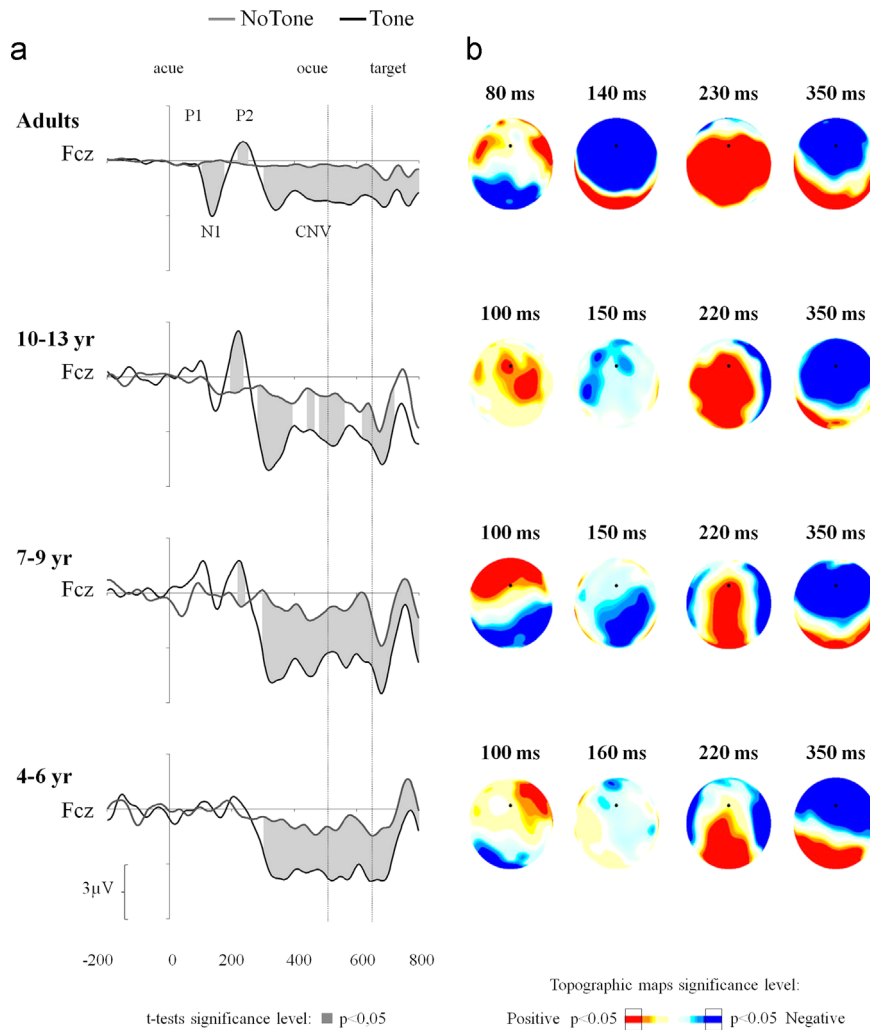 NoTone Tone
a
b
acue ocue target
Adults
Fcz
P1 P2
N1 CNV
80 ms 140 ms 230 ms 350 ms
10-13 yr
Fcz
100 ms 150 ms 220 ms 350 ms
7-9 yr
Fcz
100 ms 150 ms 220 ms 350 ms
4-6 yr
Fcz
100 ms 160 ms 220 ms 350 ms
3µV
-200 0 200 400 600 800
t-tests significance level: p<0,05
Topographic maps significance level:
Positive p<0.05 p<0.05 Negative